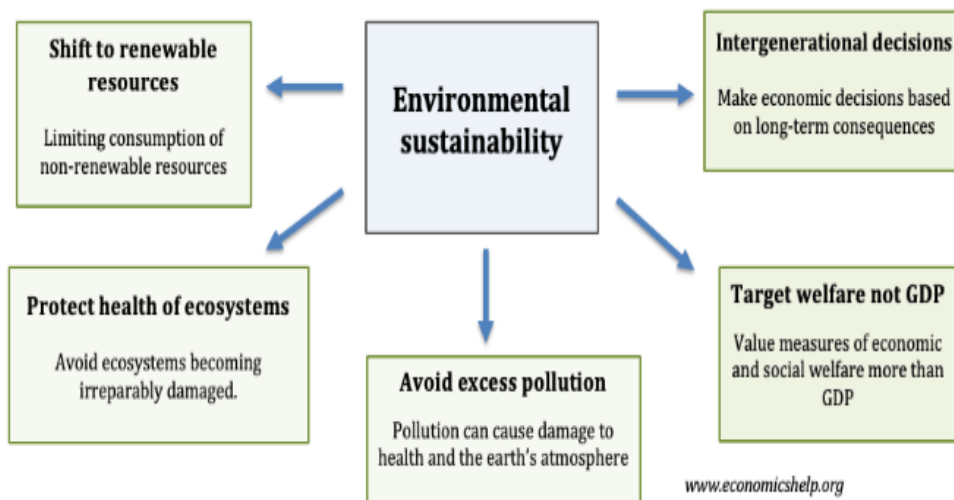 Shift to renewable
resources
Limiting consumption of
non-renewable resources
Environmental
sustainability
Intergenerational decisions
Make economic decisions based
on long-term consequences
Protect health of ecosystems
Avoid ecosystems becoming
irreparably damaged.
Avoid excess pollution
Pollution can cause damage to
health and the earth's atmosphere
Target welfare not GDP
Value measures of economic
and social welfare more than
GDP
www.economicshelp.org